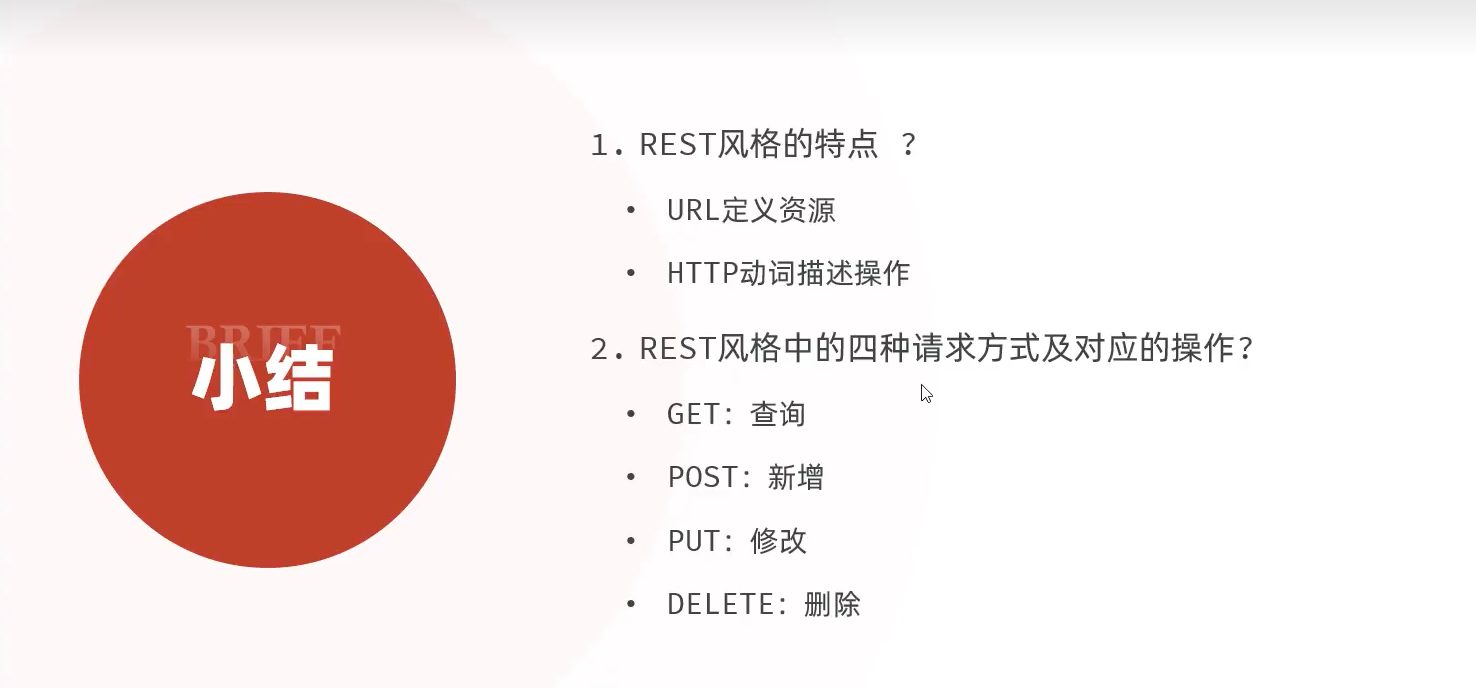 BRIEF
小结
1. REST风格的特点 ？
• URL定义资源
• HTTP动词描述操作
2. REST风格中的四种请求方式及对应的操作？
• GET：查询
• POST：新增
• PUT：修改
• DELETE：删除